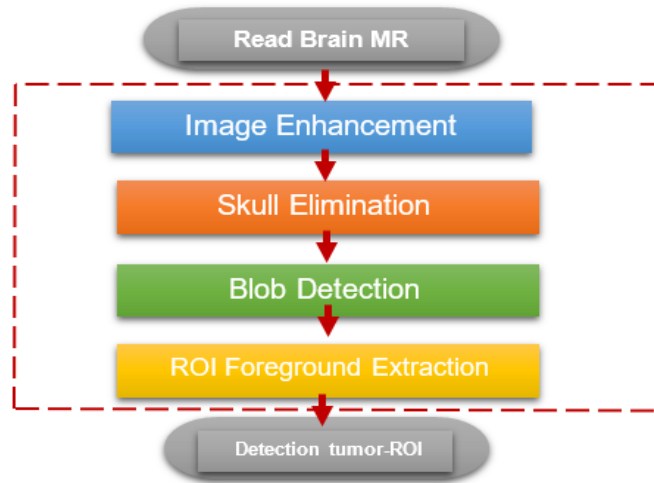 Read Brain MR
Image Enhancement
Skull Elimination
Blob Detection
ROI Foreground Extraction
Detection tumor-ROI